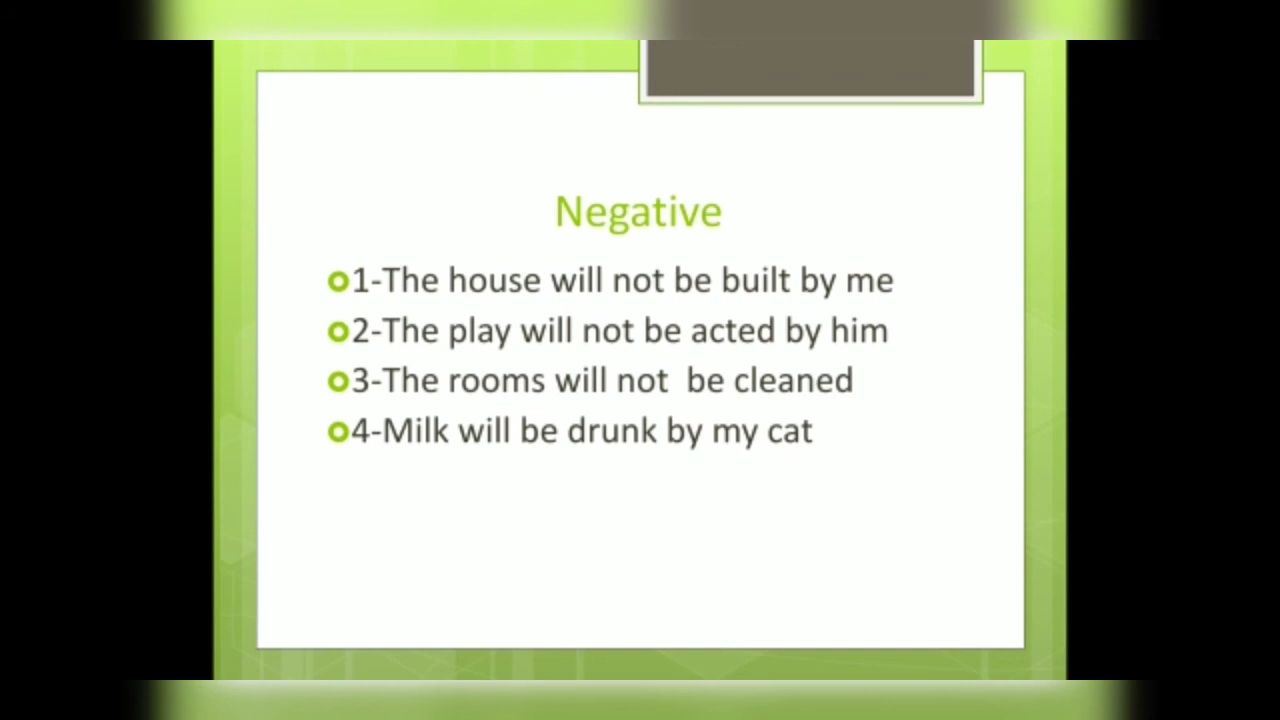 Negative
1-The house will not be built by me
2-The play will not be acted by him
3-The rooms will not  be cleaned
4-Milk will be drunk by my cat